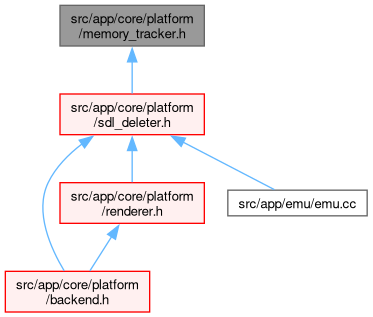 src/app/core/platform
/memory_tracker.h
src/app/core/platform
/sdl_deleter.h
src/app/core/platform
/renderer.h
src/app/emu/emu.cc
src/app/core/platform
/backend.h